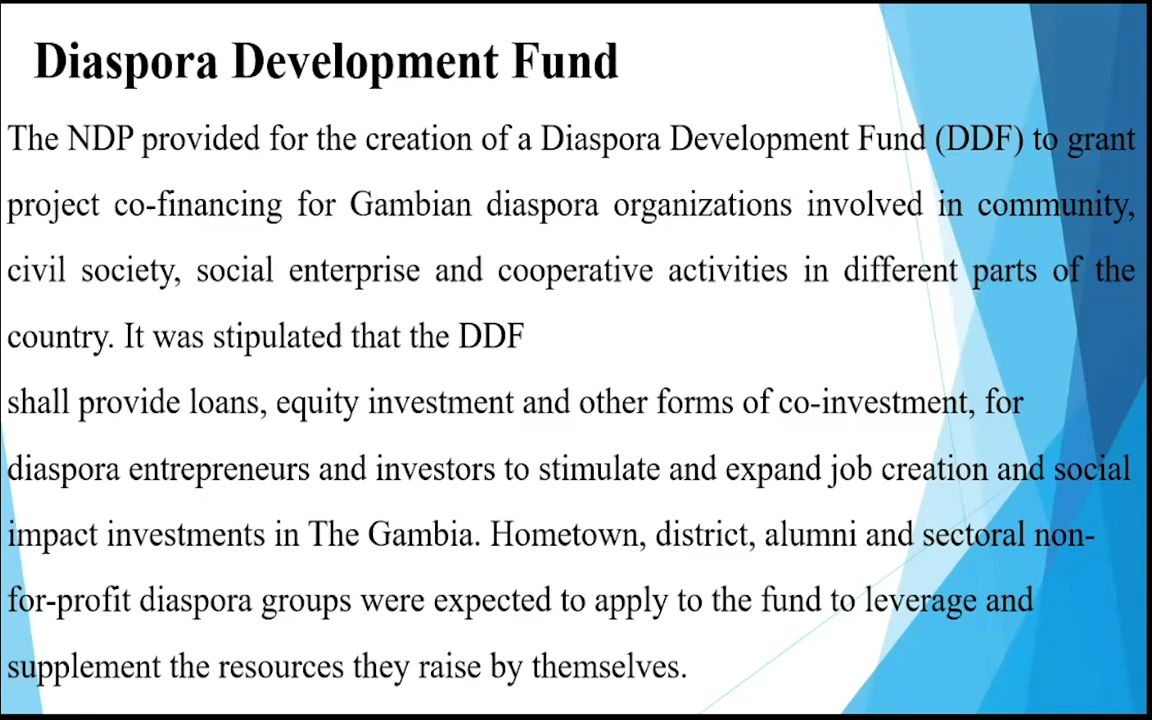 Diaspora Development Fund
The NDP provided for the creation of a Diaspora Development Fund (DDF) to grant
project co-financing for Gambian diaspora organizations involved in community,
civil society, social enterprise and cooperative activities in different parts of the
country. It was stipulated that the DDF
shall provide loans, equity investment and other forms of co-investment, for
diaspora entrepreneurs and investors to stimulate and expand job creation and social
impact investments in The Gambia. Hometown, district, alumni and sectoral non-
for-profit diaspora groups were expected to apply to the fund to leverage and
supplement the resources they raise by themselves.